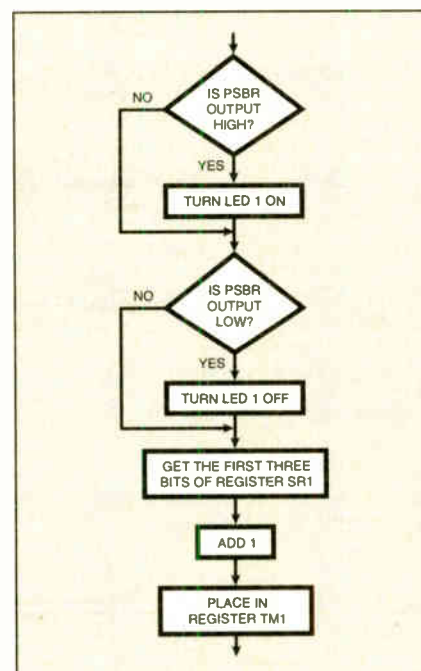 IS PSBR
OUTPUT
HIGH?
NO
YES
TURN LED 1 ON
IS PSBR
OUTPUT
LOW?
NO
YES
TURN LED 1 OFF
GET THE FIRST THREE
BITS OF REGISTER SR1
ADD 1
PLACE IN
REGISTER TM1